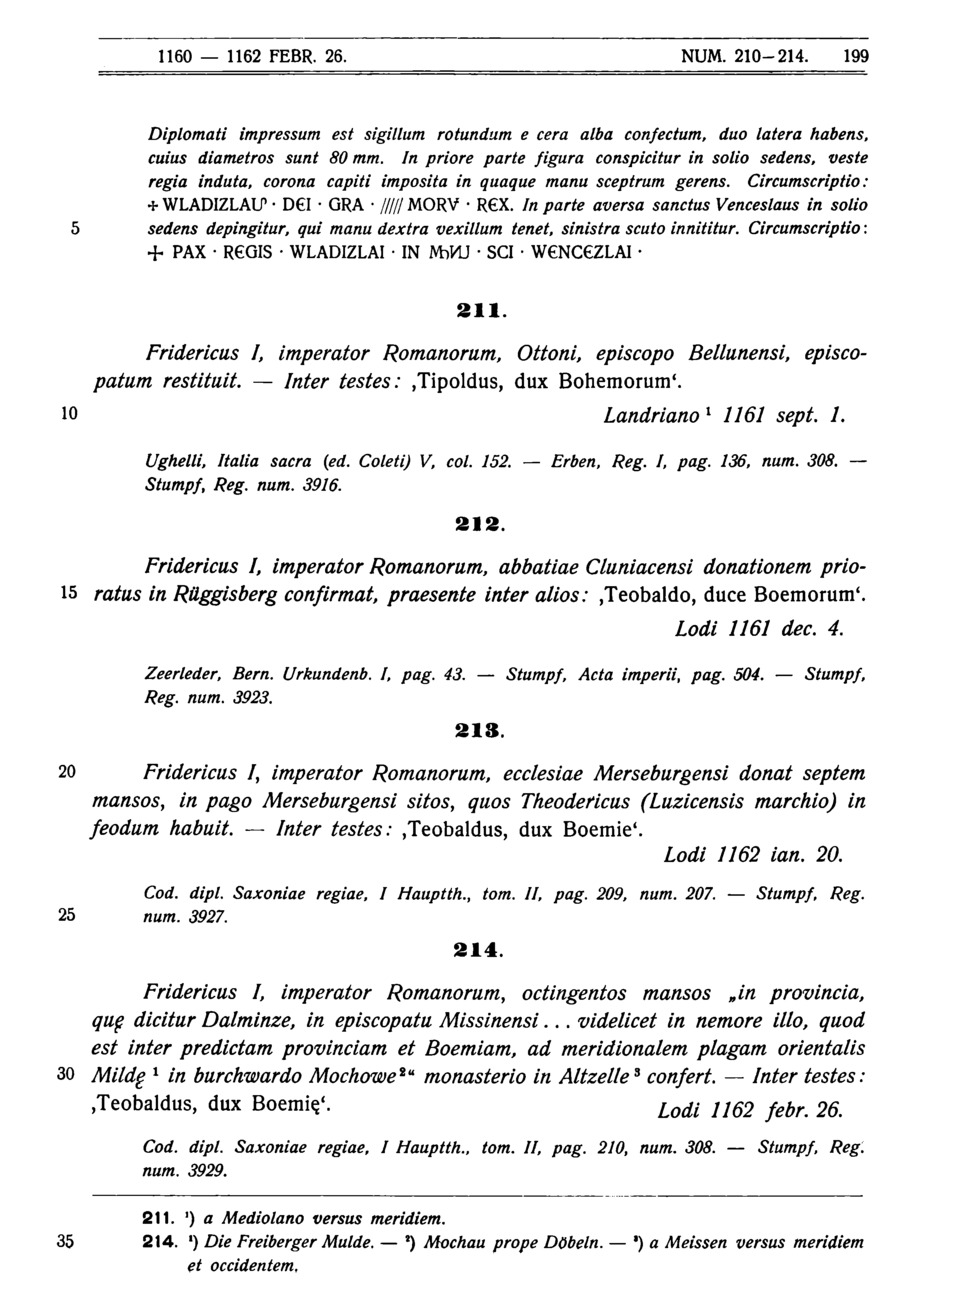 1160 — 1162 FEBR. 26. NUM. 210–214. 199
Diplomati impressum est sigillum rotundum e cera alba confectum, duo latera habens,
cuius diametros sunt 80 mm. In priore parte figura conspicitur in solio sedens, veste
regia induta, corona capiti imposita in quaque manu sceptrum gerens. Circumscriptio:
+ WLADIZLAUꝰ · DЄI · GRA · ///// MORV · RЄX. In parte aversa sanctus Venceslaus in solio
5 sedens depingitur, qui manu dextra vexillum tenet, sinistra scuto innititur. Circumscriptio:
+ PAX · RЄGIS · WLADIZLAI · IN · SCI · WЄNCЄZLAI ·
211.
Fridericus I, imperator Romanorum, Ottoni, episcopo Bellunensi, episco-
patum restituit. — Inter testes: ‚Tipoldus, dux Bohemorum‘.
10 Landriano ¹ 1161 sept. 1.
Ughelli, Italia sacra (ed. Coleti) V, col. 152. — Erben, Reg. I, pag. 136, num. 308. —
Stumpf, Reg. num. 3916.
212.
Fridericus I, imperator Romanorum, abbatiae Cluniacensi donationem prio-
15 ratus in Rüggisberg confirmat, praesente inter alios: ‚Teobaldo, duce Boemorum‘.
Lodi 1161 dec. 4.
Zeerleder, Bern. Urkundenb. I, pag. 43. — Stumpf, Acta imperii, pag. 504. — Stumpf,
Reg. num. 3923.
213.
20 Fridericus I, imperator Romanorum, ecclesiae Merseburgensi donat septem
mansos, in pago Merseburgensi sitos, quos Theodericus (Luzicensis marchio) in
feodum habuit. — Inter testes: ‚Teobaldus, dux Boemie‘.
Lodi 1162 ian. 20.
Cod. dipl. Saxoniae regiae, I Hauptth., tom. II, pag. 209, num. 207. — Stumpf, Reg.
25 num. 3927.
214.
Fridericus I, imperator Romanorum, octingentos mansos „in provincia,
quę dicitur Dalminze, in episcopatu Missinensi... videlicet in nemore illo, quod
est inter predictam provinciam et Boemiam, ad meridionalem plagam orientalis
30 Mildę ¹ in burchwardo Mochowe²“ monasterio in Altzelle ³ confert. — Inter testes:
‚Teobaldus, dux Boemię‘. Lodi 1162 febr. 26.
Cod. dipl. Saxoniae regiae, I Hauptth., tom. II, pag. 210, num. 308. — Stumpf, Reg.
num. 3929.
211. ¹) a Mediolano versus meridiem.
35 214. ¹) Die Freiberger Mulde. — ²) Mochau prope Döbeln. — ³) a Meissen versus meridiem
et occidentem.